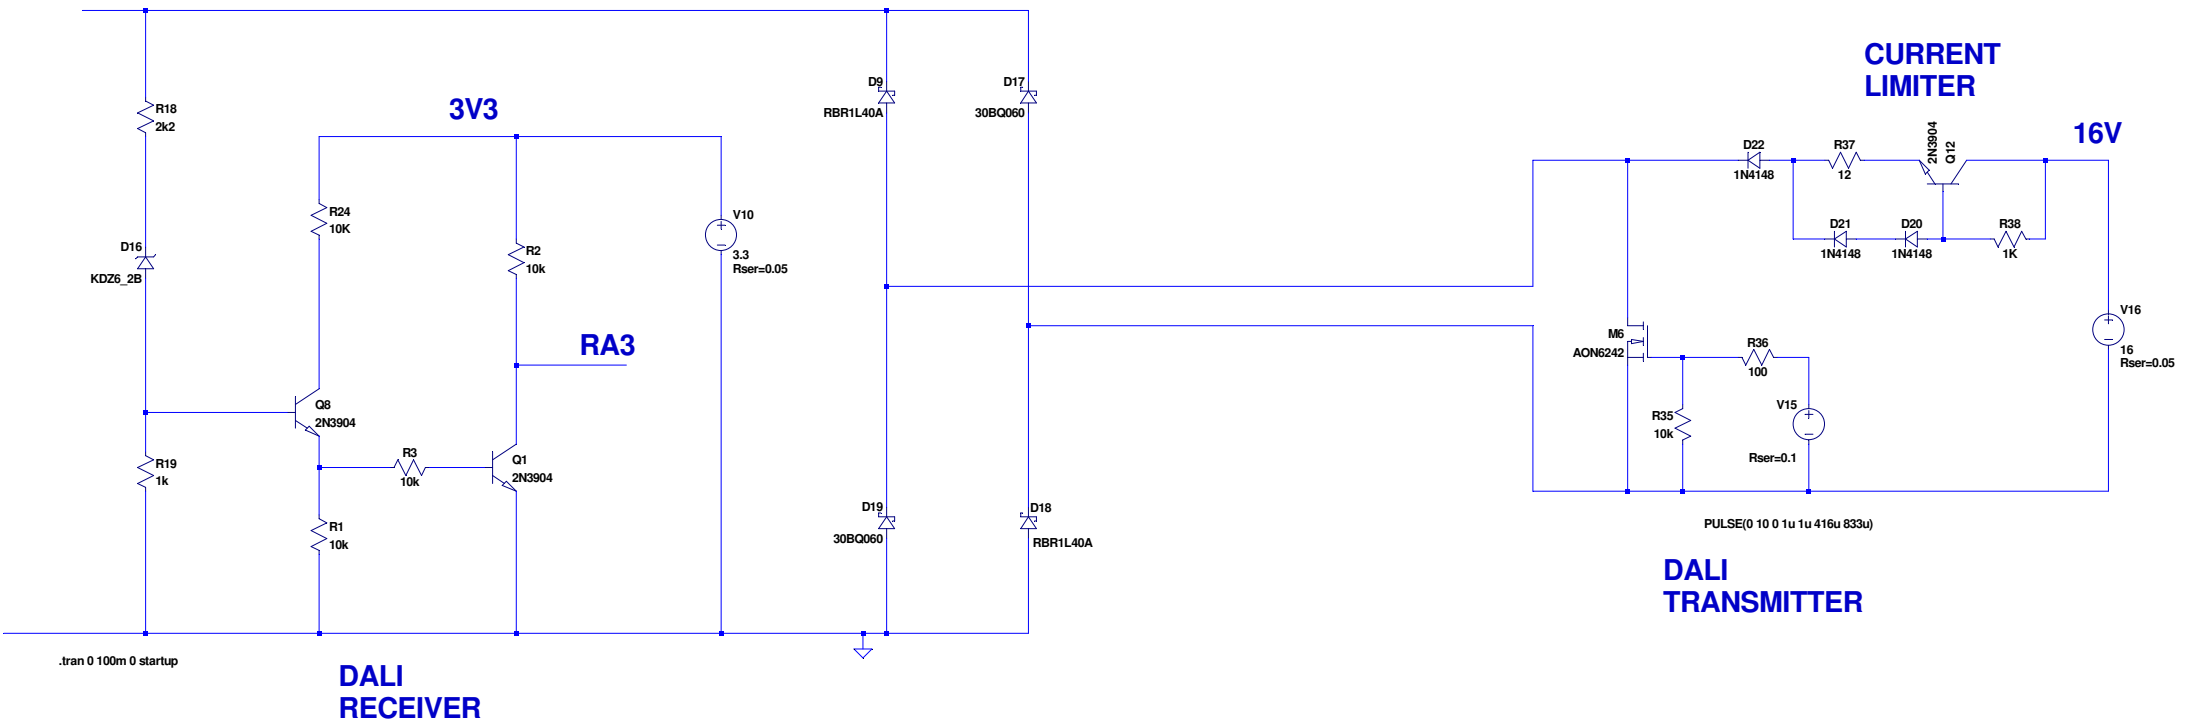 CURRENT
LIMITER
16V
3V3
R18
2k2
D9
RBR1L40A
D17
30BQ060
D22
1N4148
R37
12
2N3904
Q12
D21
1N4148
D20
1N4148
R38
1K
R24
10K
R2
10k
V10
3.3
Rser=0.05
D16
KDZ6_2B
RA3
M6
AON6242
R36
100
V16
16
Rser=0.05
Q8
2N3904
R35
10k
V15
Rser=0.1
R19
1k
R3
10k
Q1
2N3904
R1
10k
D19
30BQ060
D18
RBR1L40A
PULSE(0 10 0 1u 1u 416u 833u)
DALI
TRANSMITTER
.tran 0 100m 0 startup
DALI
RECEIVER